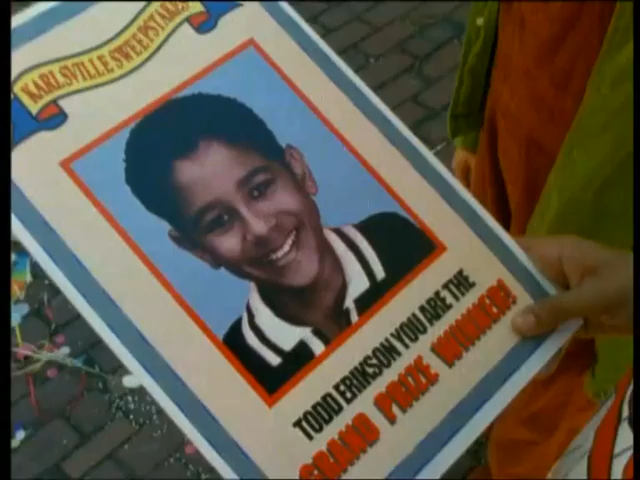 KARLSVILLE SWEEPSTAKES
TODD ERIKSON YOU ARE THE
GRAND PRIZE WINNER!